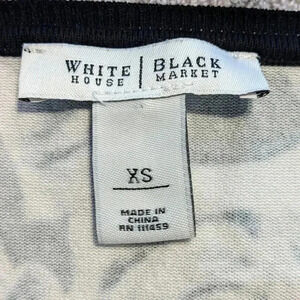 WHITE | BLACK
HOUSE | MARKET
XS
MADE IN
CHINA
RN 111459